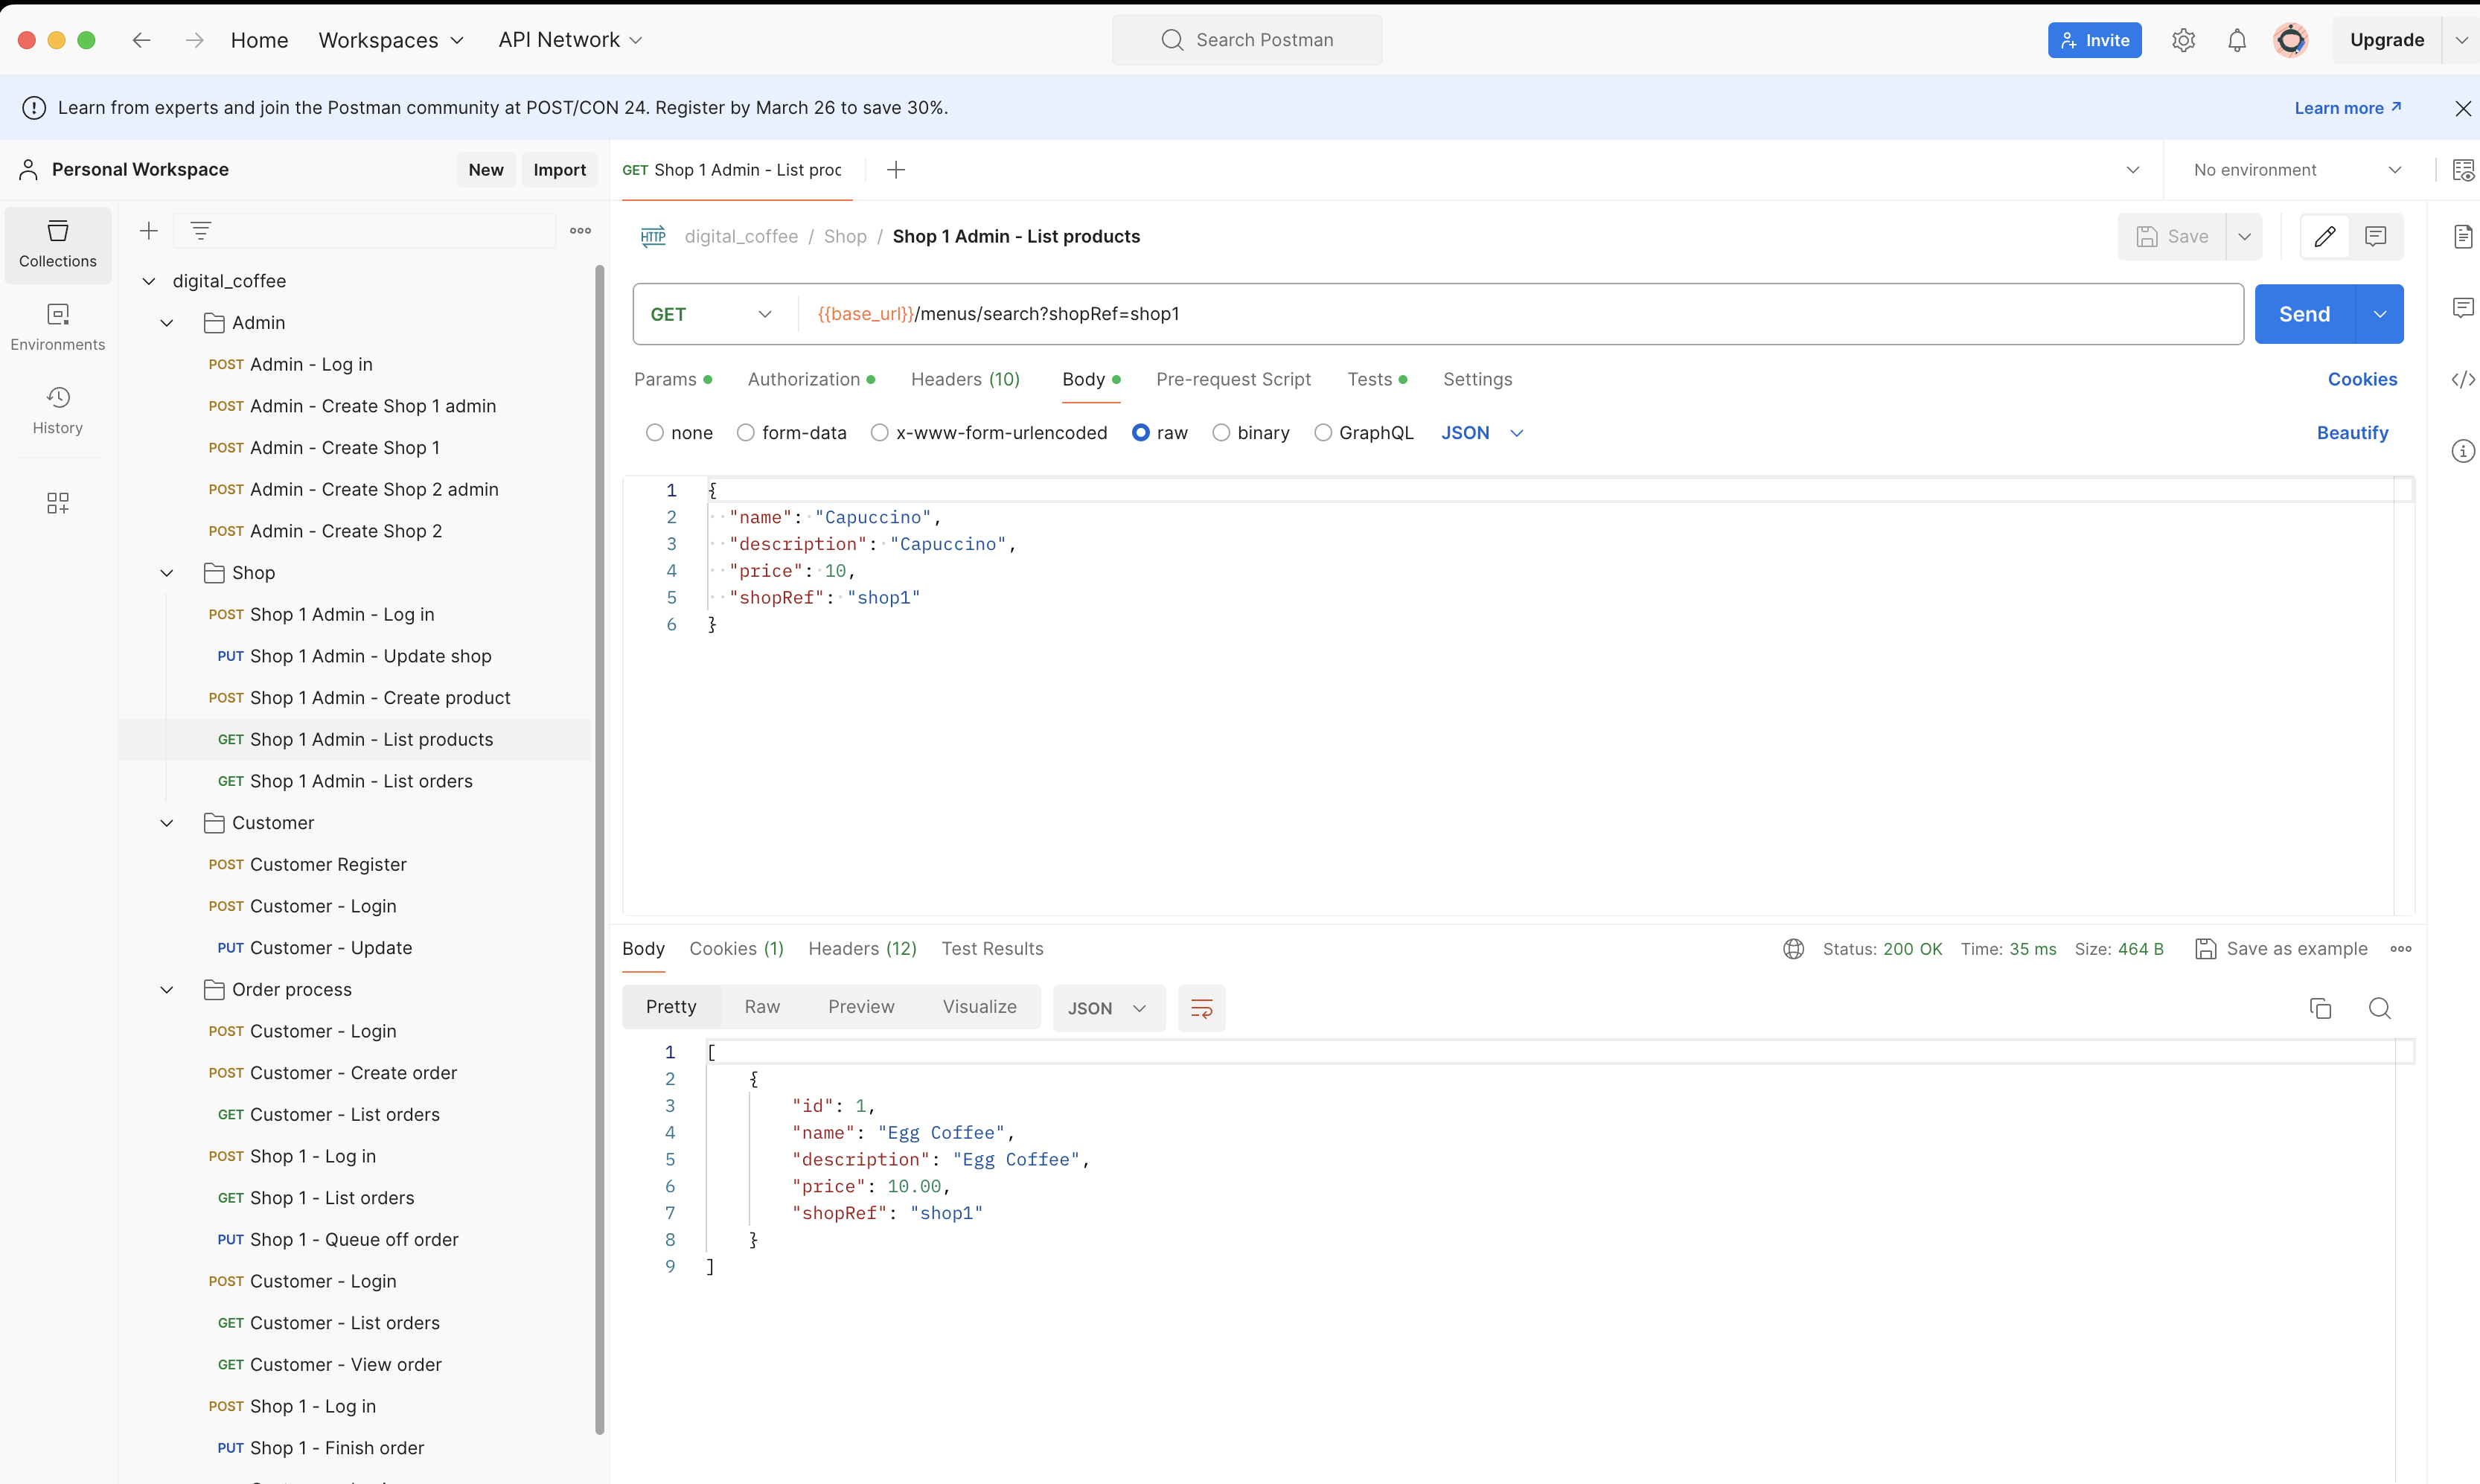 Home Workspaces API Network Search Postman Invite Upgrade
Learn from experts and join the Postman community at POST/CON 24. Register by March 26 to save 30%. Learn more
Personal Workspace New Import
Collections
Environments
History
digital_coffee
Admin
POST Admin - Log in
POST Admin - Create Shop 1 admin
POST Admin - Create Shop 1
POST Admin - Create Shop 2 admin
POST Admin - Create Shop 2
Shop
POST Shop 1 Admin - Log in
PUT Shop 1 Admin - Update shop
POST Shop 1 Admin - Create product
GET Shop 1 Admin - List products
GET Shop 1 Admin - List orders
Customer
POST Customer Register
POST Customer - Login
PUT Customer - Update
Order process
POST Customer - Login
POST Customer - Create order
GET Customer - List orders
POST Shop 1 - Log in
GET Shop 1 - List orders
PUT Shop 1 - Queue off order
POST Customer - Login
GET Customer - List orders
GET Customer - View order
POST Shop 1 - Log in
PUT Shop 1 - Finish order
GET Shop 1 Admin - List proc No environment
HTTP digital_coffee / Shop / Shop 1 Admin - List products Save
GET {{base_url}}/menus/search?shopRef=shop1 Send
Params Authorization Headers (10) Body Pre-request Script Tests Settings Cookies
none form-data x-www-form-urlencoded raw binary GraphQL JSON Beautify
1 {
2 "name": "Capuccino",
3 "description": "Capuccino",
4 "price": 10,
5 "shopRef": "shop1"
6 }
Body Cookies (1) Headers (12) Test Results Status: 200 OK Time: 35 ms Size: 464 B Save as example
Pretty Raw Preview Visualize JSON
1 [
2 {
3 "id": 1,
4 "name": "Egg Coffee",
5 "description": "Egg Coffee",
6 "price": 10.00,
7 "shopRef": "shop1"
8 }
9 ]